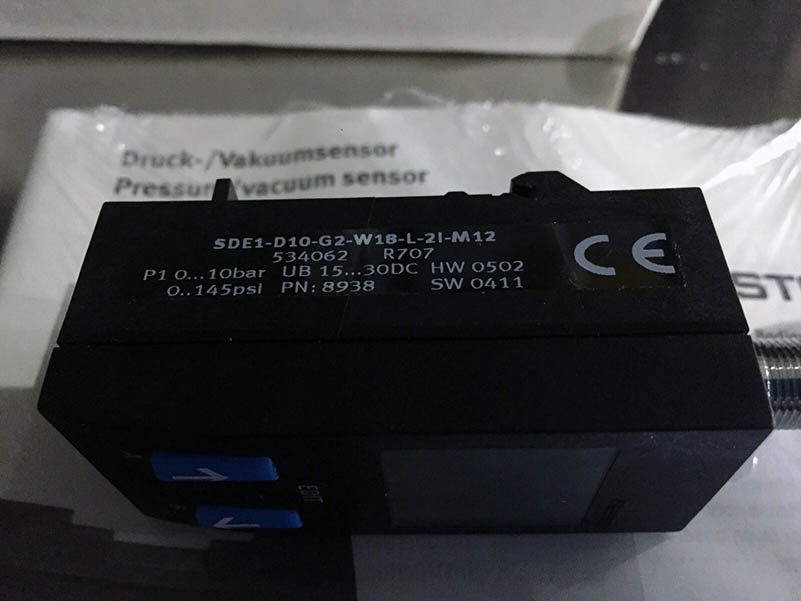 Druck-/Vakuumsensor
Pressure/vacuum sensor
SDE1-D10-G2-W18-L-2I-M12
534062 R707
P1 0...10bar UB 15...30DC HW 0502
0..145psi PN: 8938 SW 0411
CE
STO
A
EDIT
B